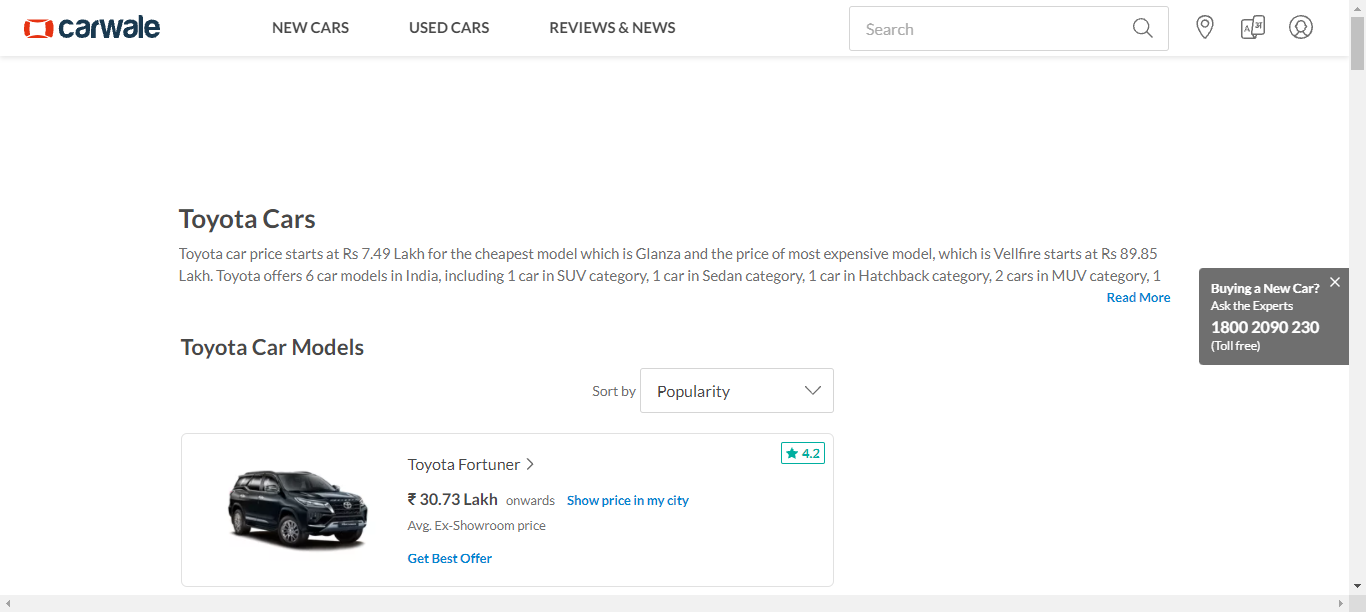 carwale
NEW CARS
USED CARS
REVIEWS & NEWS
Search
Toyota Cars
Toyota car price starts at Rs 7.49 Lakh for the cheapest model which is Glanza and the price of most expensive model, which is Vellfire starts at Rs 89.85
Lakh. Toyota offers 6 car models in India, including 1 car in SUV category, 1 car in Sedan category, 1 car in Hatchback category, 2 cars in MUV category, 1
Read More
Buying a New Car?
Ask the Experts
1800 2090 230
(Toll free)
Toyota Car Models
Sort by
Popularity
4.2
Toyota Fortuner
₹ 30.73 Lakh onwards Show price in my city
Avg. Ex-Showroom price
Get Best Offer